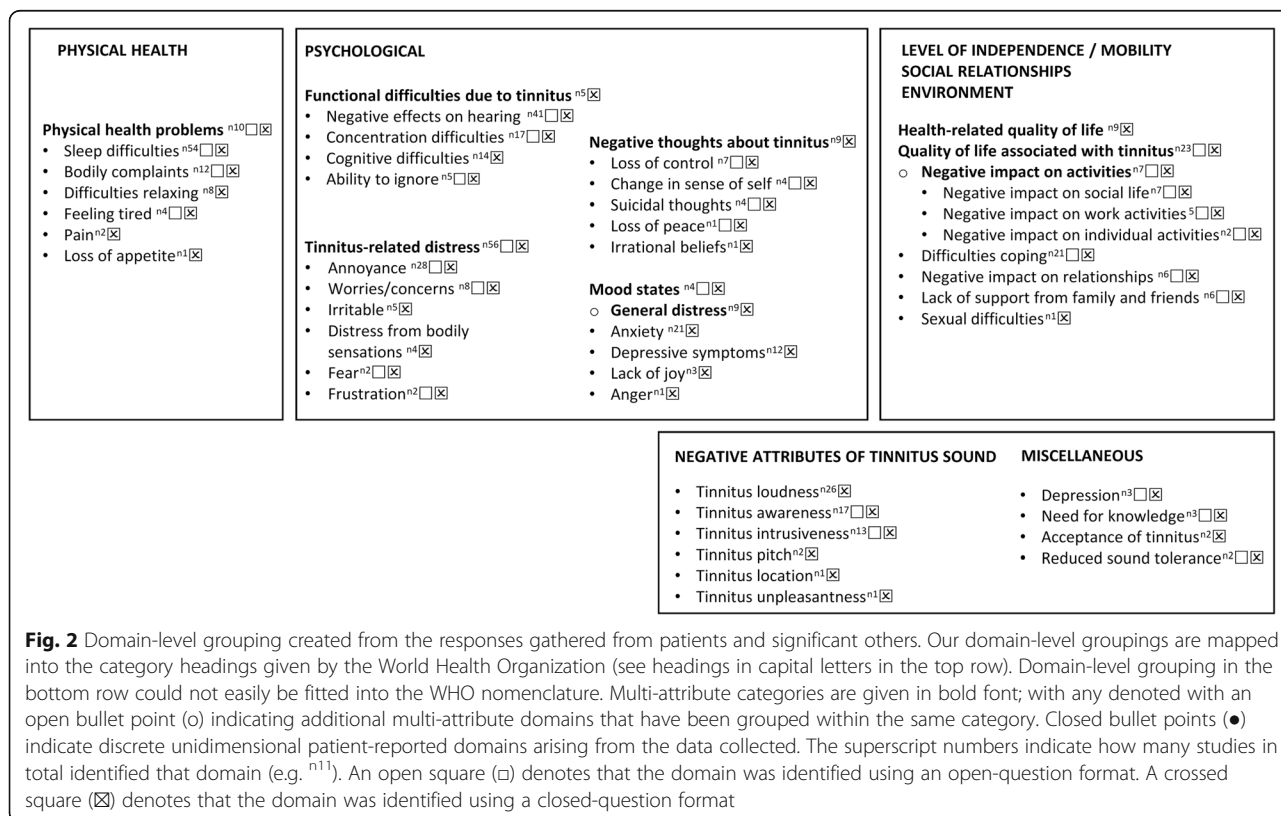 PHYSICAL HEALTH
Physical health problems n10□☒
• Sleep difficulties n54□☒
• Bodily complaints n12□☒
• Difficulties relaxing n8□☒
• Feeling tired n4□☒
• Pain n2☒
• Loss of appetite n1☒
PSYCHOLOGICAL
Functional difficulties due to tinnitus n5☒
• Negative effects on hearing n41□☒
• Concentration difficulties n17□☒
• Cognitive difficulties n14☒
• Ability to ignore n5□☒
Tinnitus-related distress n56□☒
• Annoyance n28□☒
• Worries/concerns n8□☒
• Irritable n5☒
• Distress from bodily
sensations n4☒
• Fear n2□☒
• Frustration n2□☒
Negative thoughts about tinnitus n9☒
• Loss of control n7□☒
• Change in sense of self n4□☒
• Suicidal thoughts n4□☒
• Loss of peace n1□☒
• Irrational beliefs n1☒
Mood states n4□☒
o General distress n9☒
• Anxiety n21☒
• Depressive symptoms n12☒
• Lack of joy n3☒
• Anger n1☒
LEVEL OF INDEPENDENCE / MOBILITY
SOCIAL RELATIONSHIPS
ENVIRONMENT
Health-related quality of life n9☒
Quality of life associated with tinnitus n23□☒
o Negative impact on activities n7□☒
• Negative impact on social life n7□☒
• Negative impact on work activities 5□☒
• Negative impact on individual activities n2□☒
• Difficulties coping n21□☒
• Negative impact on relationships n6□☒
• Lack of support from family and friends n6□☒
• Sexual difficulties n1☒
NEGATIVE ATTRIBUTES OF TINNITUS SOUND
• Tinnitus loudness n26☒
• Tinnitus awareness n17□☒
• Tinnitus intrusiveness n13□☒
• Tinnitus pitch n2☒
• Tinnitus location n1☒
• Tinnitus unpleasantness n1☒
MISCELLANEOUS
• Depression n3□☒
• Need for knowledge n3□☒
• Acceptance of tinnitus n2☒
• Reduced sound tolerance n2□☒
Fig. 2 Domain-level grouping created from the responses gathered from patients and significant others. Our domain-level groupings are mapped
into the category headings given by the World Health Organization (see headings in capital letters in the top row). Domain-level grouping in the
bottom row could not easily be fitted into the WHO nomenclature. Multi-attribute categories are given in bold font; with any denoted with an
open bullet point (o) indicating additional multi-attribute domains that have been grouped within the same category. Closed bullet points (●)
indicate discrete unidimensional patient-reported domains arising from the data collected. The superscript numbers indicate how many studies in
total identified that domain (e.g. n11). An open square (□) denotes that the domain was identified using an open-question format. A crossed
square (☒) denotes that the domain was identified using a closed-question format